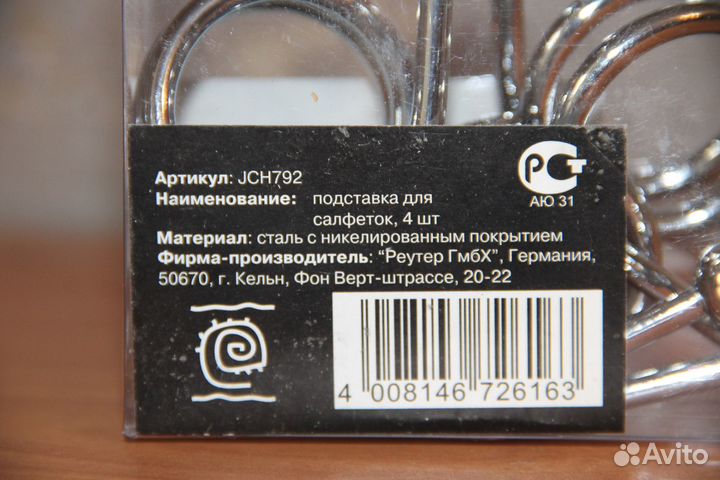 Артикул: JCH792
Наименование: подставка для
салфеток, 4 шт
Материал: сталь с никелированным покрытием
Фирма-производитель: “Реутер ГмбХ”, Германия,
50670, г. Кельн, Фон Верт-штрассе, 20-22
РСТ
АЮ 31
4 008146 726163
Avito